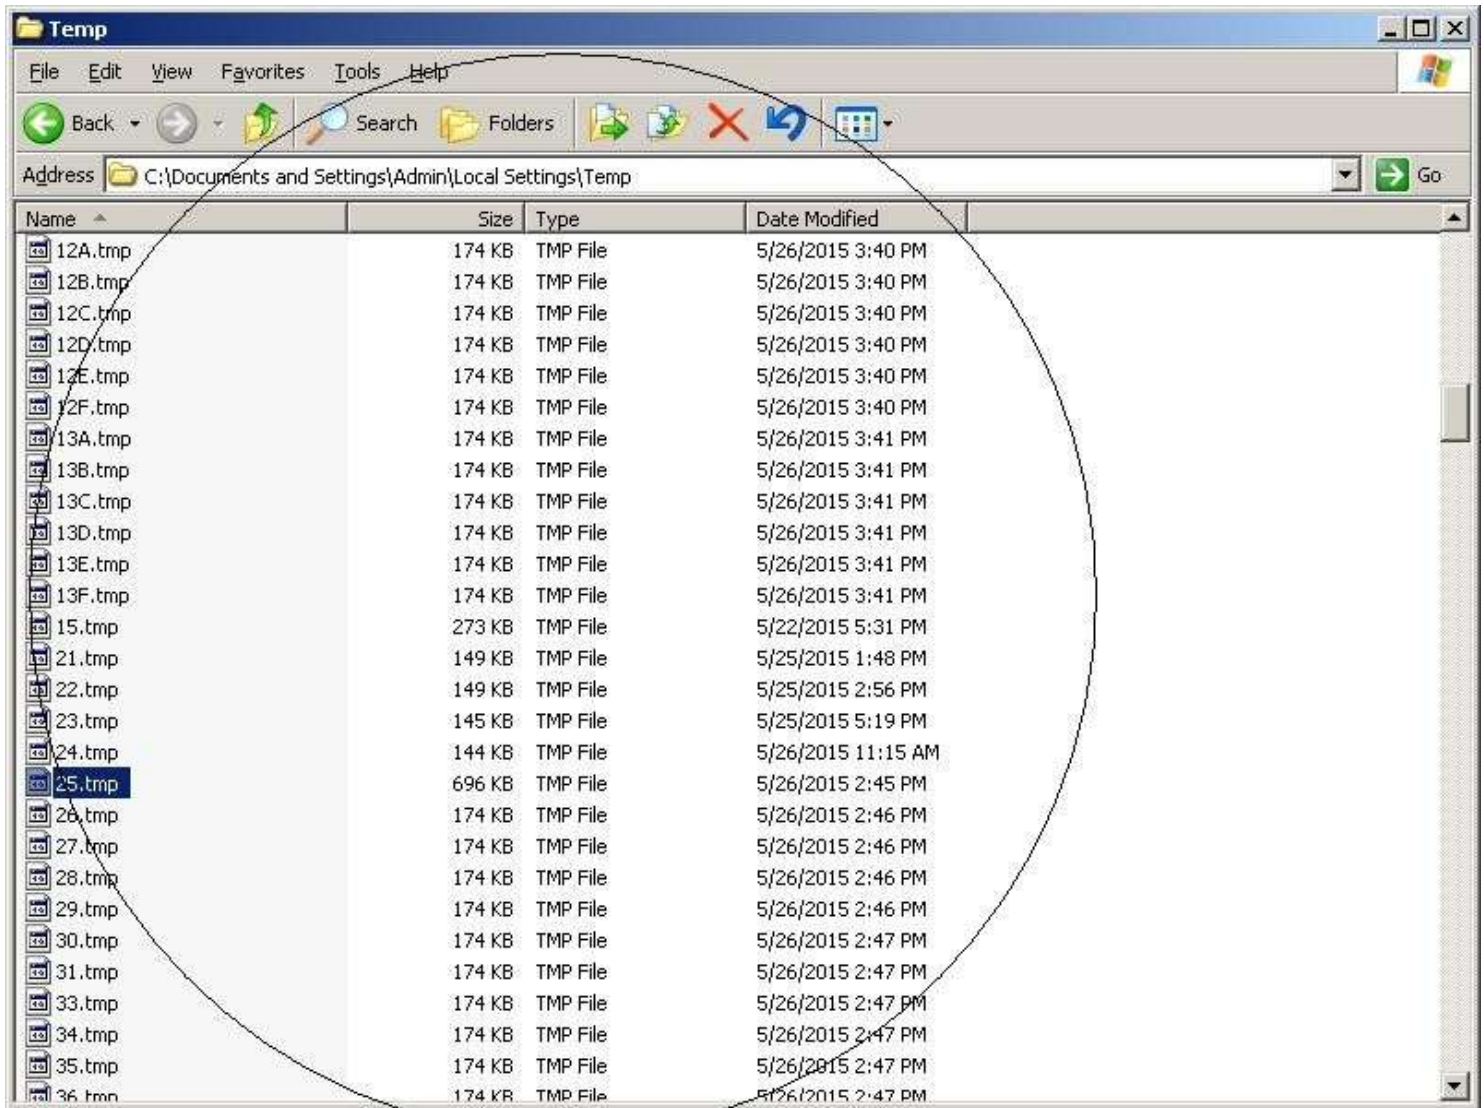 Temp
File Edit View Favorites Tools Help
Back Search Folders
Address C:\Documents and Settings\Admin\Local Settings\Temp Go
Name Size Type Date Modified
12A.tmp 174 KB TMP File 5/26/2015 3:40 PM
12B.tmp 174 KB TMP File 5/26/2015 3:40 PM
12C.tmp 174 KB TMP File 5/26/2015 3:40 PM
12D.tmp 174 KB TMP File 5/26/2015 3:40 PM
12E.tmp 174 KB TMP File 5/26/2015 3:40 PM
12F.tmp 174 KB TMP File 5/26/2015 3:40 PM
13A.tmp 174 KB TMP File 5/26/2015 3:41 PM
13B.tmp 174 KB TMP File 5/26/2015 3:41 PM
13C.tmp 174 KB TMP File 5/26/2015 3:41 PM
13D.tmp 174 KB TMP File 5/26/2015 3:41 PM
13E.tmp 174 KB TMP File 5/26/2015 3:41 PM
13F.tmp 174 KB TMP File 5/26/2015 3:41 PM
15.tmp 273 KB TMP File 5/22/2015 5:31 PM
21.tmp 149 KB TMP File 5/25/2015 1:48 PM
22.tmp 149 KB TMP File 5/25/2015 2:56 PM
23.tmp 145 KB TMP File 5/25/2015 5:19 PM
24.tmp 144 KB TMP File 5/26/2015 11:15 AM
25.tmp 696 KB TMP File 5/26/2015 2:45 PM
26.tmp 174 KB TMP File 5/26/2015 2:46 PM
27.tmp 174 KB TMP File 5/26/2015 2:46 PM
28.tmp 174 KB TMP File 5/26/2015 2:46 PM
29.tmp 174 KB TMP File 5/26/2015 2:46 PM
30.tmp 174 KB TMP File 5/26/2015 2:47 PM
31.tmp 174 KB TMP File 5/26/2015 2:47 PM
33.tmp 174 KB TMP File 5/26/2015 2:47 PM
34.tmp 174 KB TMP File 5/26/2015 2:47 PM
35.tmp 174 KB TMP File 5/26/2015 2:47 PM
36.tmp 174 KB TMP File 5/26/2015 2:47 PM